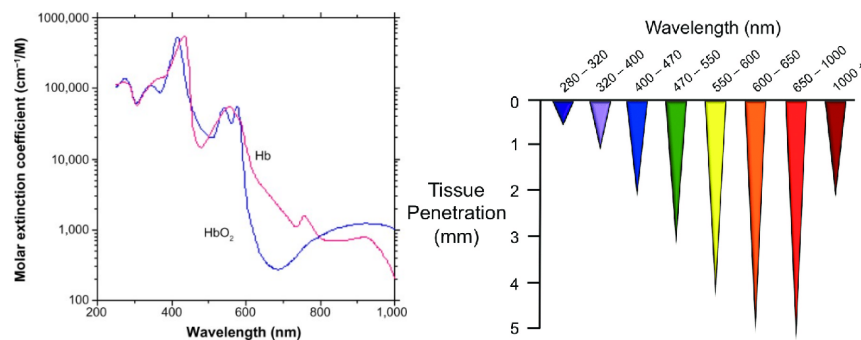 1000,000
100,000
10,000
1,000
100
Molar extinction coefficient (cm⁻¹/M)
Hb
HbO₂
200
400
600
800
1,000
Wavelength (nm)
Wavelength (nm)
280 – 320
320 – 400
400 – 470
470 – 550
550 – 600
600 – 650
650 – 1000
Tissue
Penetration
(mm)
0
1
2
3
4
5